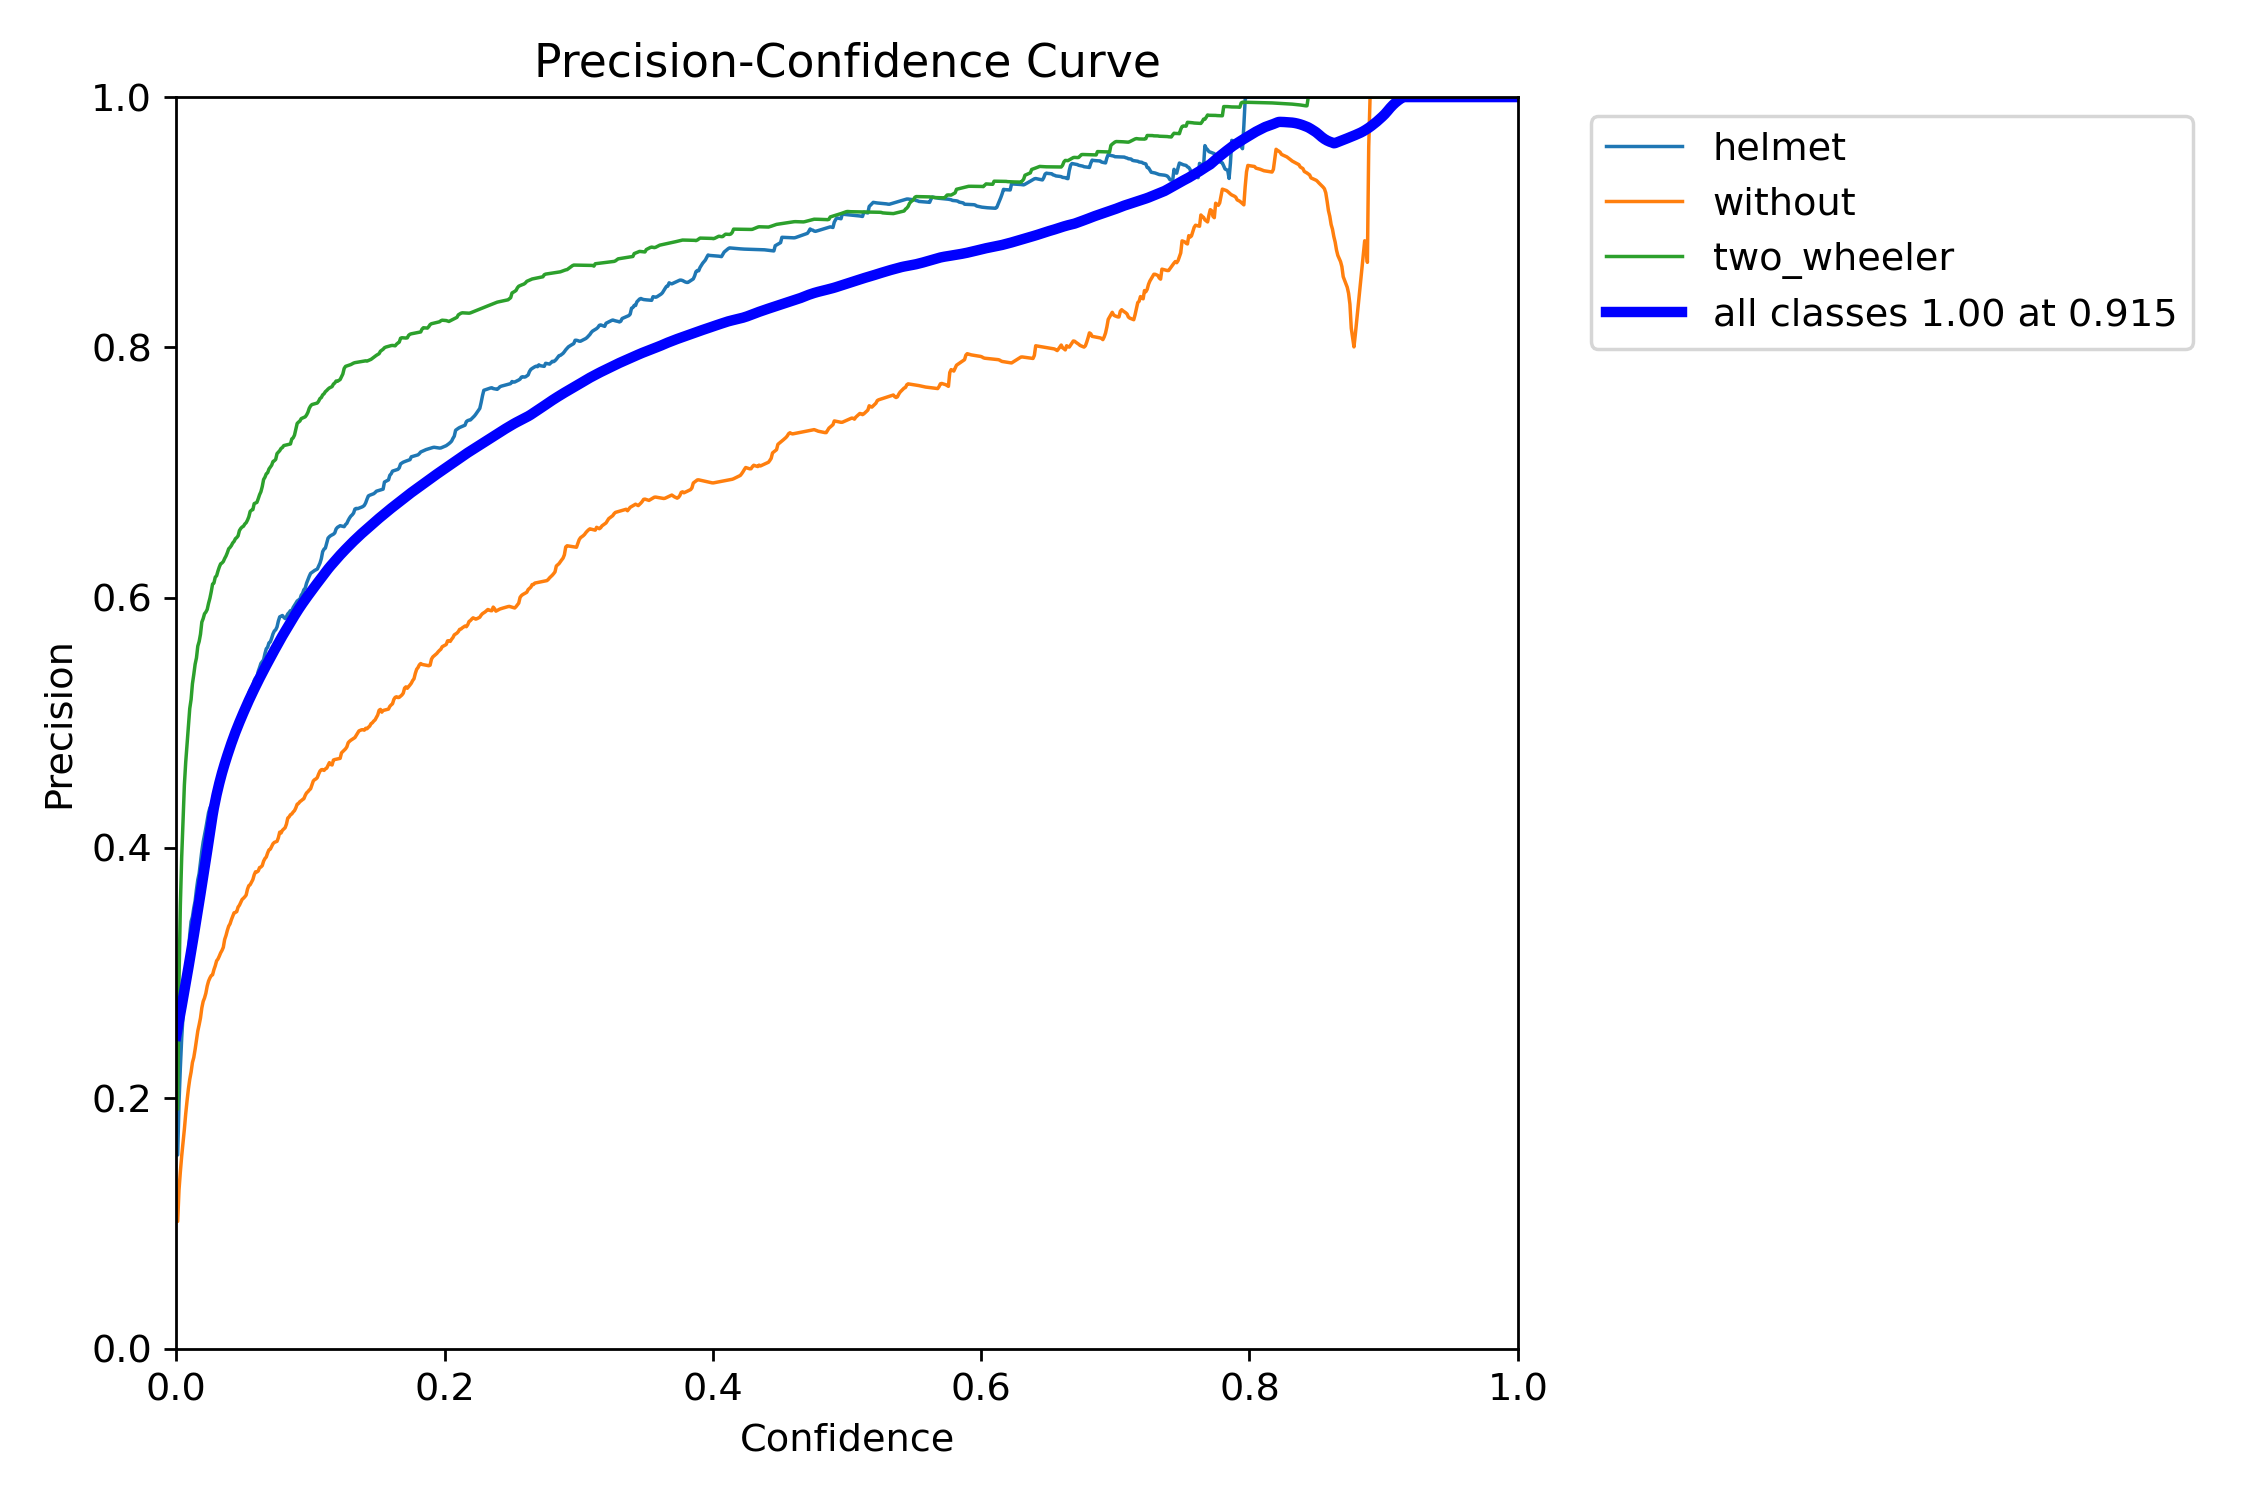 Precision-Confidence Curve
1.0
0.8
0.6
0.4
0.2
0.0
Precision
0.0 0.2 0.4 0.6 0.8 1.0
Confidence
helmet
without
two_wheeler
all classes 1.00 at 0.915